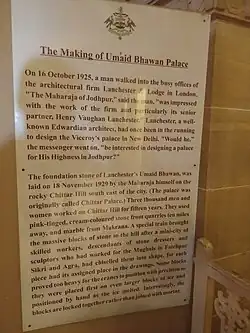 The Making of Umaid Bhawan Palace
On 16 October 1925, a man walked into the busy offices of
the architectural firm Lanchester & Lodge in London.
"The Maharaja of Jodhpur," said the man, "was impressed
with the work of the firm and particularly its senior
partner, Henry Vaughan Lanchester." Lanchester, a well-
known Edwardian architect, had once been in the running
to design the Viceroy's palace in New Delhi. "Would he,"
the messenger went on, "be interested in designing a palace
for His Highness in Jodhpur?"
The foundation stone of Lanchester's Umaid Bhawan, was
laid on 18 November 1929 by the Maharaja himself on the
rocky Chittar Hill south east of the city. (The palace was
originally called Chittar Palace.) Three thousand men and
women worked on Chittar Hill for fifteen years. They used
pink-tinged, cream-coloured stone from quarries ten miles
away, and marble from Makrana. A special train brought
the massive blocks of stone to the hill after a
skilled workers, descendants of stone dressers and
sculptors who had worked for the Mughals in Fatehpur
Sikri and Agra, had chiselled them into shape, for each
piece had its assigned place in the drawings. Some blocks
proved too heavy for the cranes to position with precision so
they were placed first on even larger blocks of ice and
positioned by hand as the ice melted. Interestingly, the
blocks are locked together rather than joined with mortar.